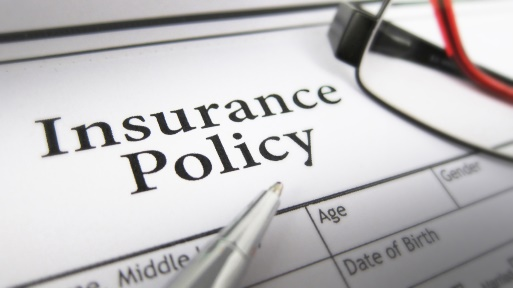 Insurance
Policy
Age
Gender
Middle
Date of Birth